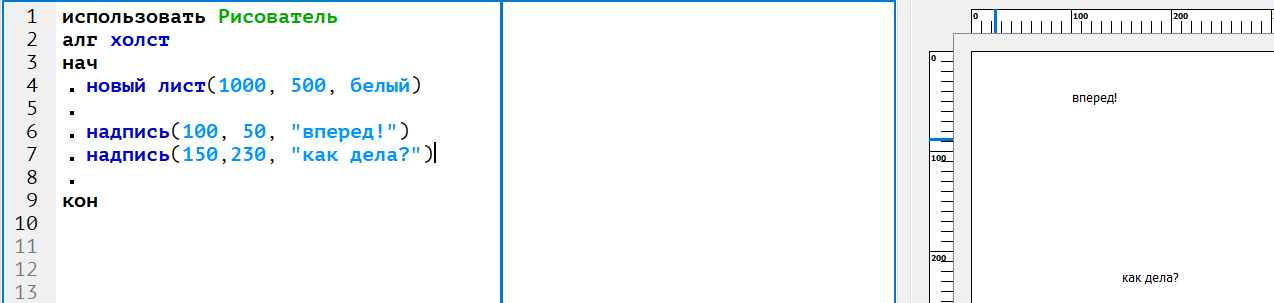 1 использовать Рисователь
2 алг холст
3 нач
4 . новый лист(1000, 500, белый)
5 .
6 . надпись(100, 50, "вперед!")
7 . надпись(150,230, "как дела?")
8 .
9 кон
10
11
12
13
0 100 200
0
вперед!
100
200
как дела?